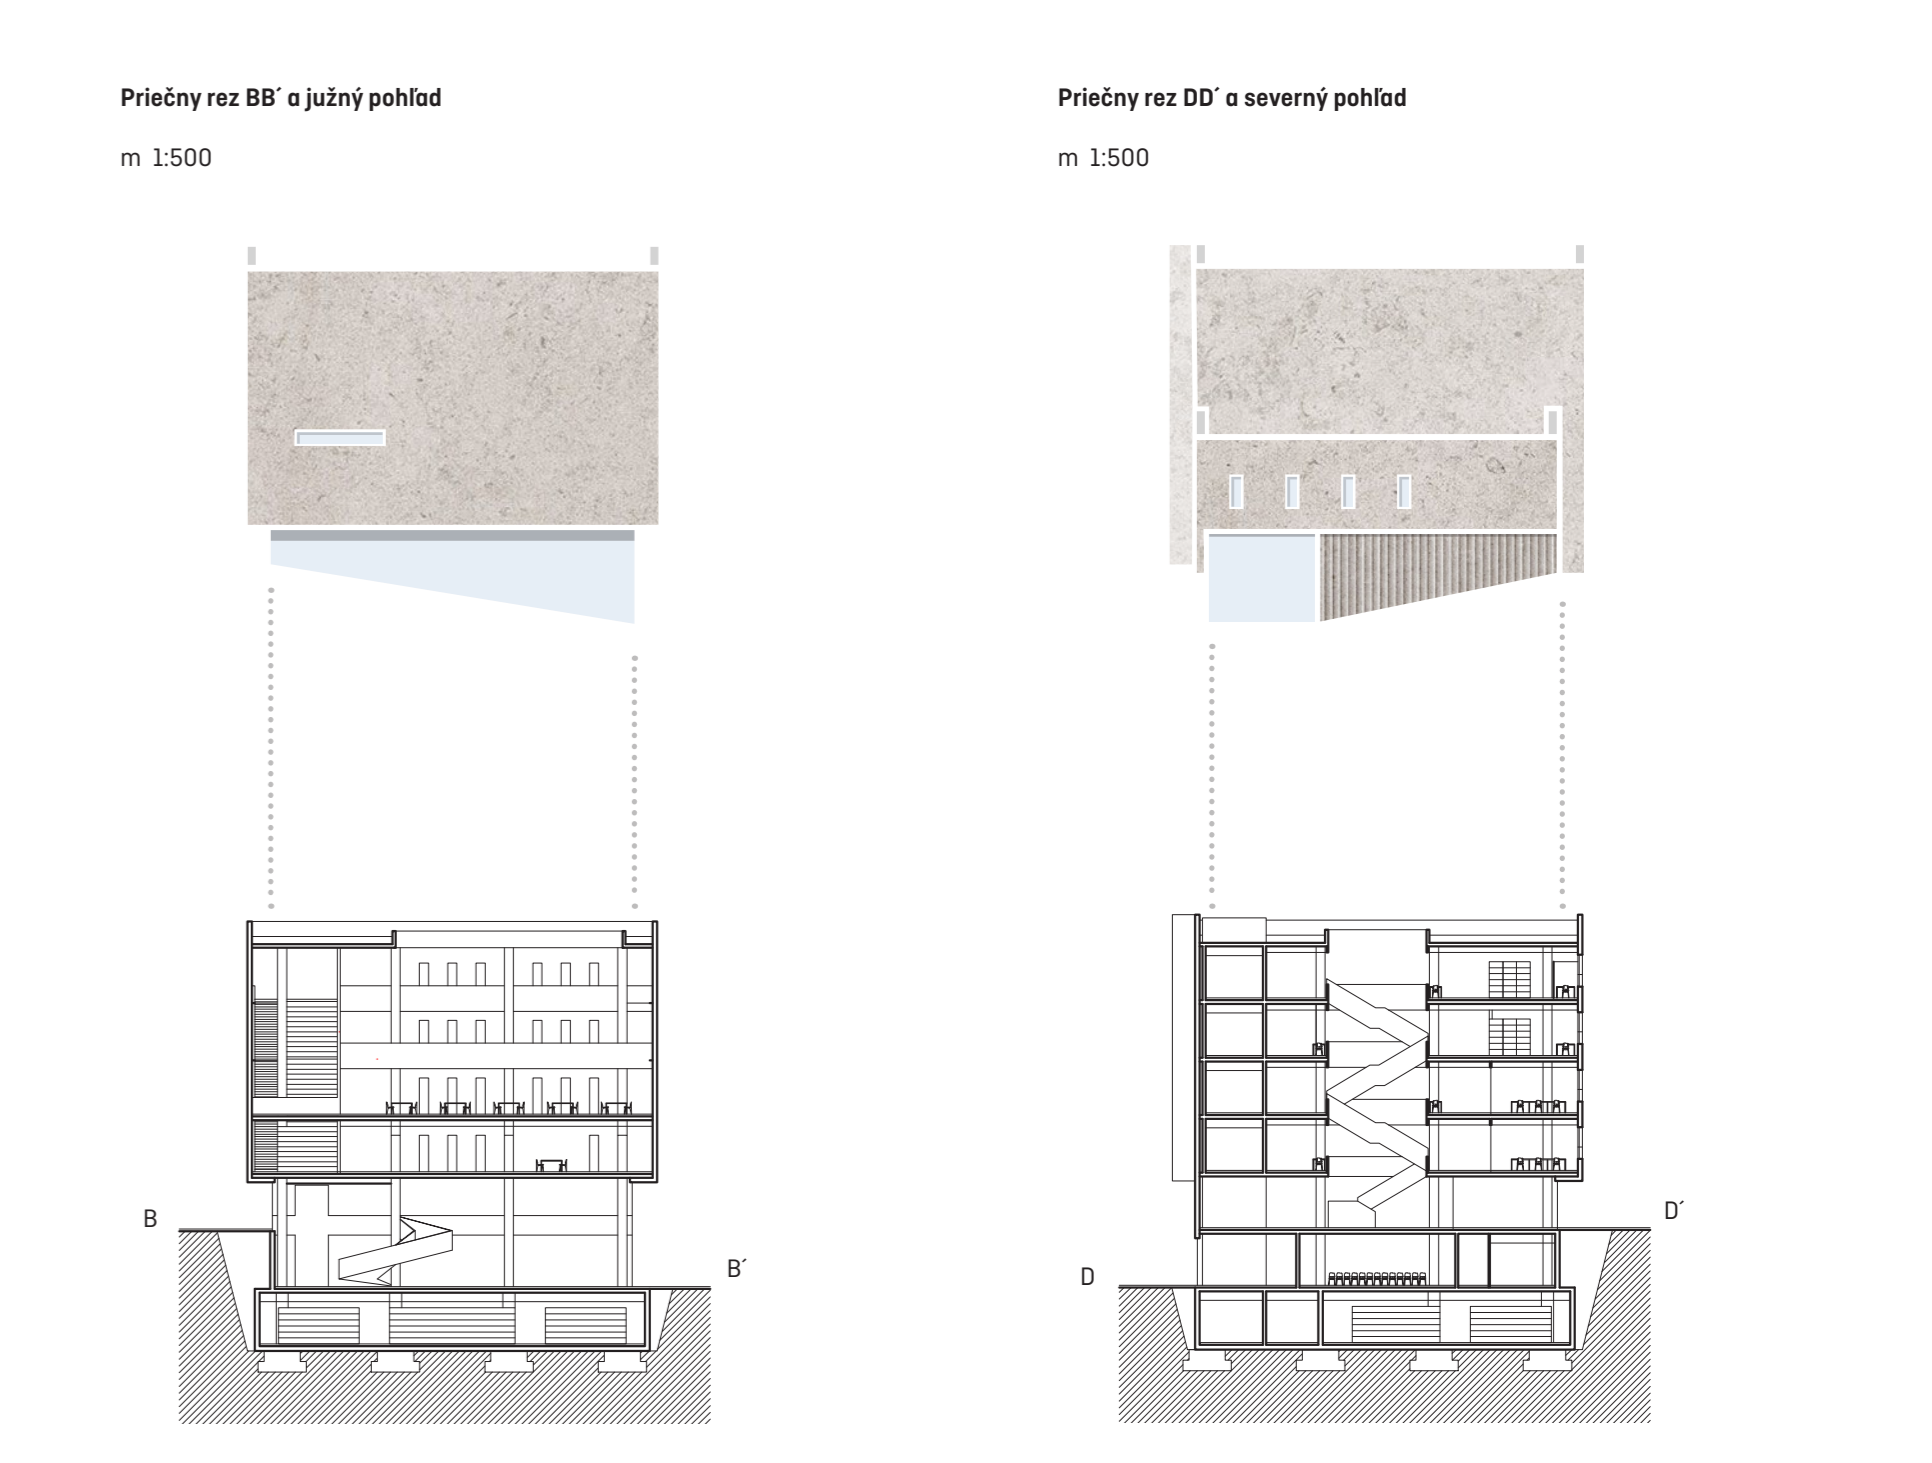 Priečny rez BB´ a južný pohľad
m 1:500
Priečny rez DD´ a severný pohľad
m 1:500
B
B´
D
D´